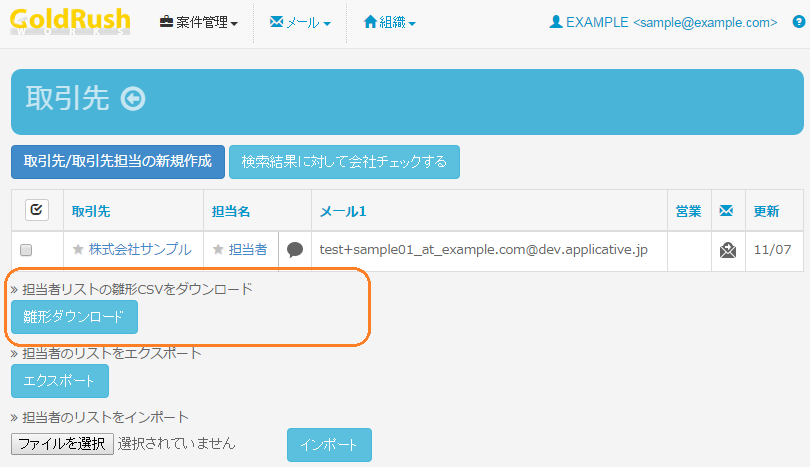 GoldRush
WORKS
案件管理 メール 組織 EXAMPLE <sample@example.com>
取引先
取引先/取引先担当の新規作成 検索結果に対して会社チェックする
取引先 担当名 メール1 営業 更新
株式会社サンプル 担当者 test+sample01_at_example.com@dev.applicative.jp 11/07
» 担当者リストの雛形CSVをダウンロード
雛形ダウンロード
» 担当者のリストをエクスポート
エクスポート
» 担当者のリストをインポート
ファイルを選択 選択されていません インポート